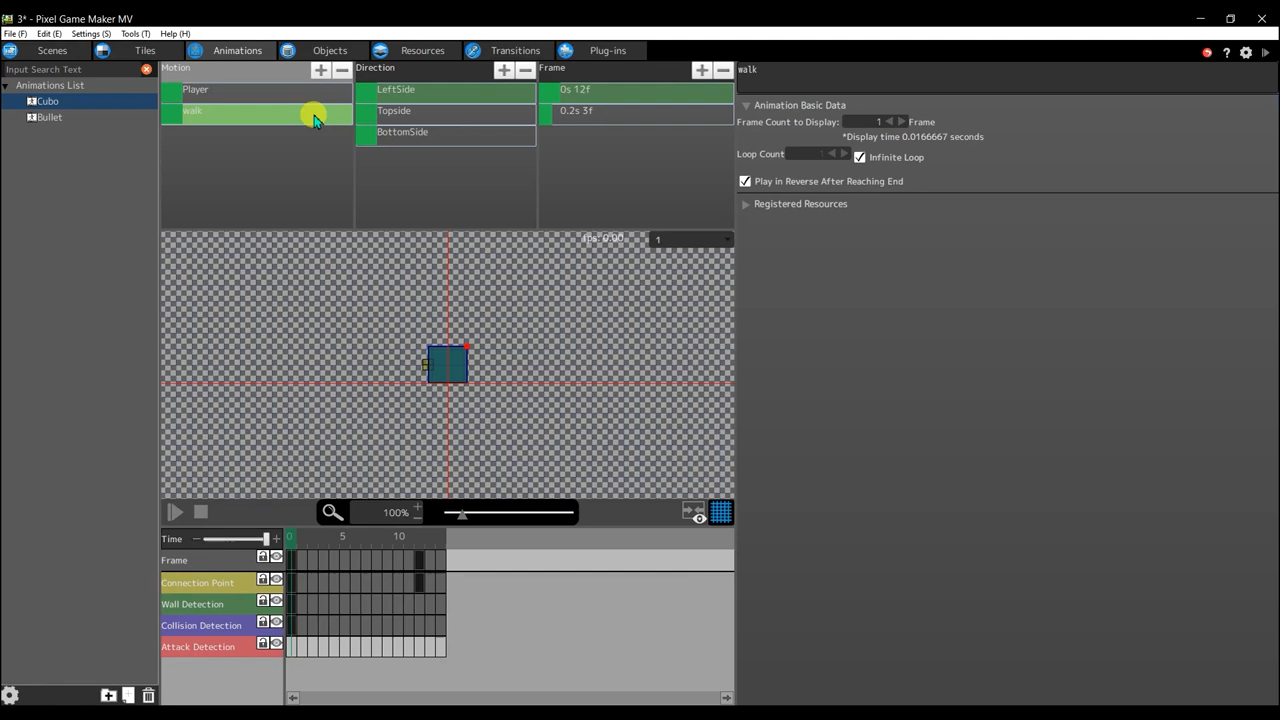 3* - Pixel Game Maker MV
File (F) Edit (E) Settings (S) Tools (T) Help (H)
Scenes Tiles Animations Objects Resources Transitions Plug-ins
Input Search Text
Animations List
Cubo
Bullet
Motion
Player
walk
Direction
LeftSide
Topside
BottomSide
Frame
0s 12f
0.2s 3f
walk
Animation Basic Data
Frame Count to Display: 1 Frame
*Display time 0.0166667 seconds
Loop Count 1 Infinite Loop
Play in Reverse After Reaching End
Registered Resources
fps: 0.00 1
100%
Time 0 5 10
Frame
Connection Point
Wall Detection
Collision Detection
Attack Detection